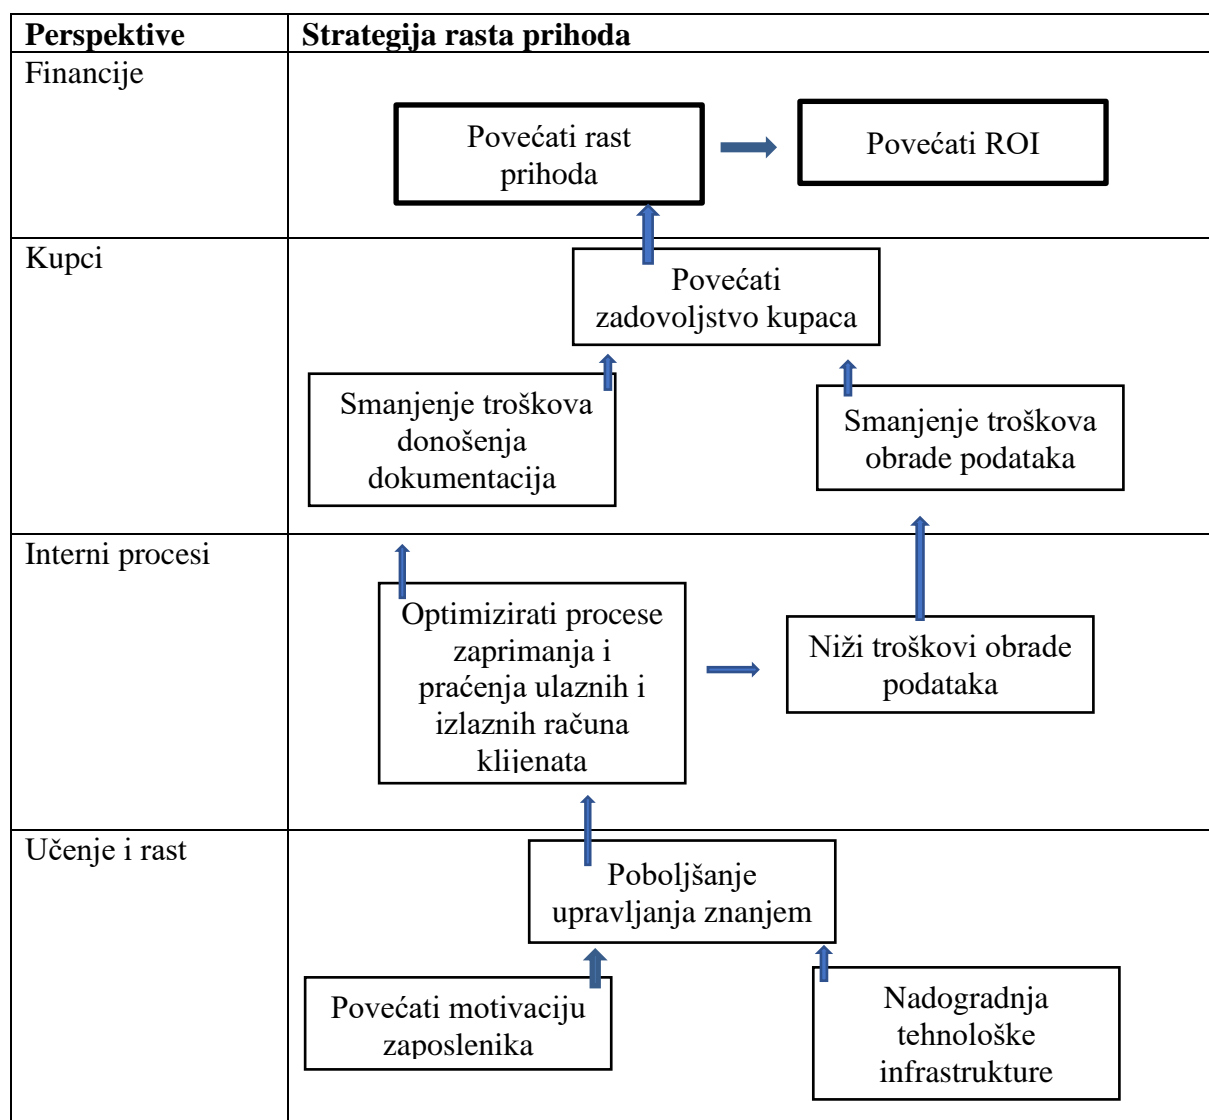 Perspektive
Strategija rasta prihoda
Financije
Povećati rast
prihoda
Povećati ROI
Kupci
Povećati
zadovoljstvo kupaca
Smanjenje troškova
donošenja
dokumentacija
Smanjenje troškova
obrade podataka
Interni procesi
Optimizirati procese
zaprimanja i
praćenja ulaznih i
izlaznih računa
klijenata
Niži troškovi obrade
podataka
Učenje i rast
Poboljšanje
upravljanja znanjem
Povećati motivaciju
zaposlenika
Nadogradnja
tehnološke
infrastrukture